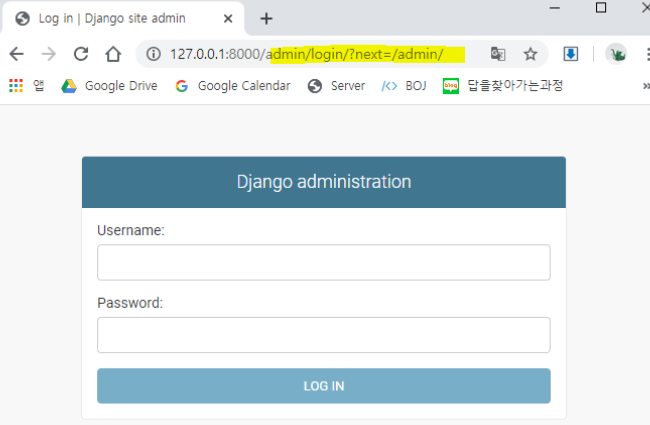 Log in | Django site admin
127.0.0.1:8000/admin/login/?next=/admin/
앱 Google Drive Google Calendar Server BOJ blog 답을찾아가는과정
Django administration
Username:
Password:
LOG IN